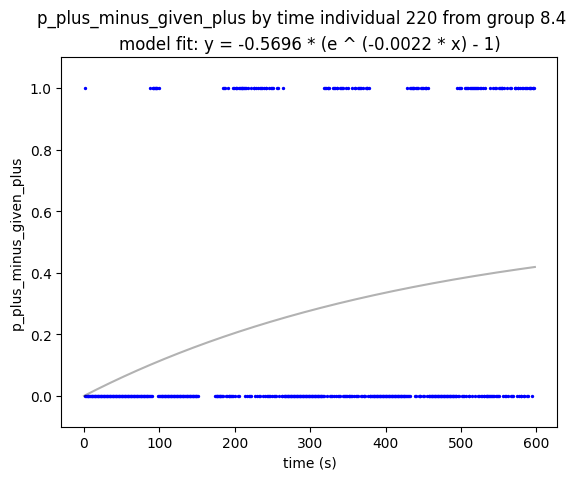 p_plus_minus_given_plus by time individual 220 from group 8.4
model fit: y = -0.5696 * (e ^ (-0.0022 * x) - 1)
1.0
0.8
0.6
0.4
0.2
0.0
p_plus_minus_given_plus
0 100 200 300 400 500 600
time (s)